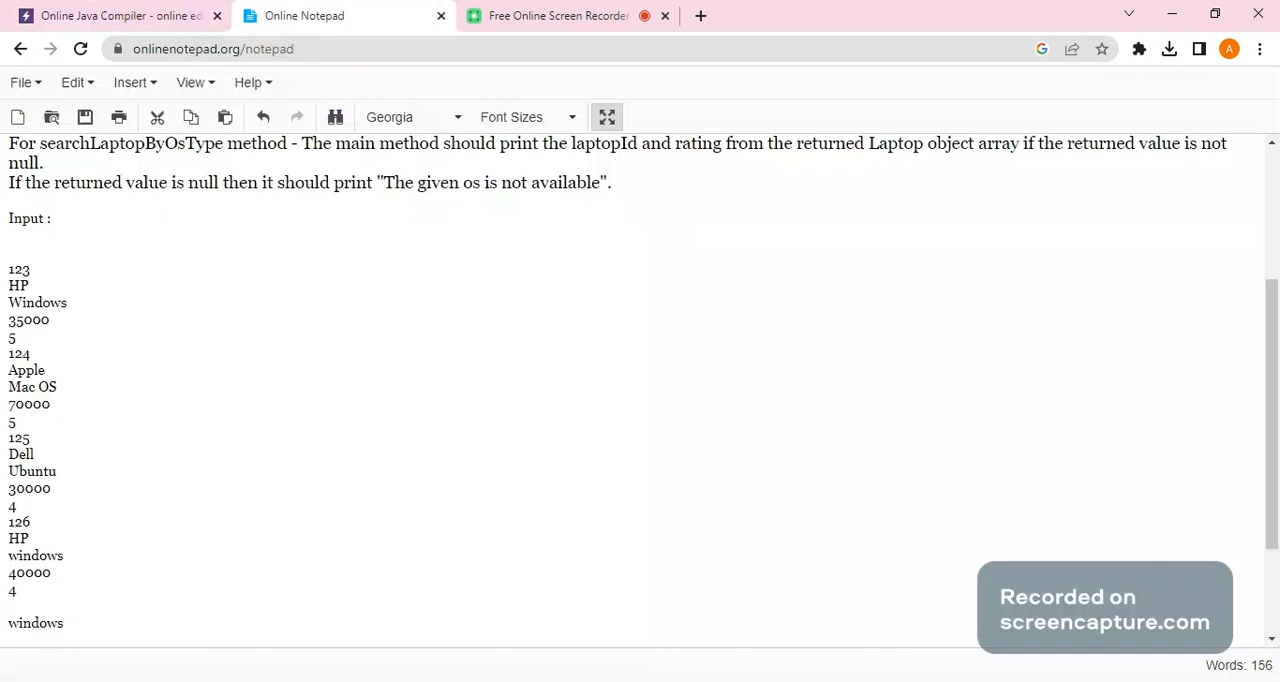 Online Java Compiler - online ed
Online Notepad
Free Online Screen Recorder
onlinenotepad.org/notepad
A
File Edit Insert View Help
Georgia Font Sizes
For searchLaptopByOsType method - The main method should print the laptopId and rating from the returned Laptop object array if the returned value is not
null.
If the returned value is null then it should print "The given os is not available".
Input :
123
HP
Windows
35000
5
124
Apple
Mac OS
70000
5
125
Dell
Ubuntu
30000
4
126
HP
windows
40000
4
windows
Recorded on
screencapture.com
Words: 156